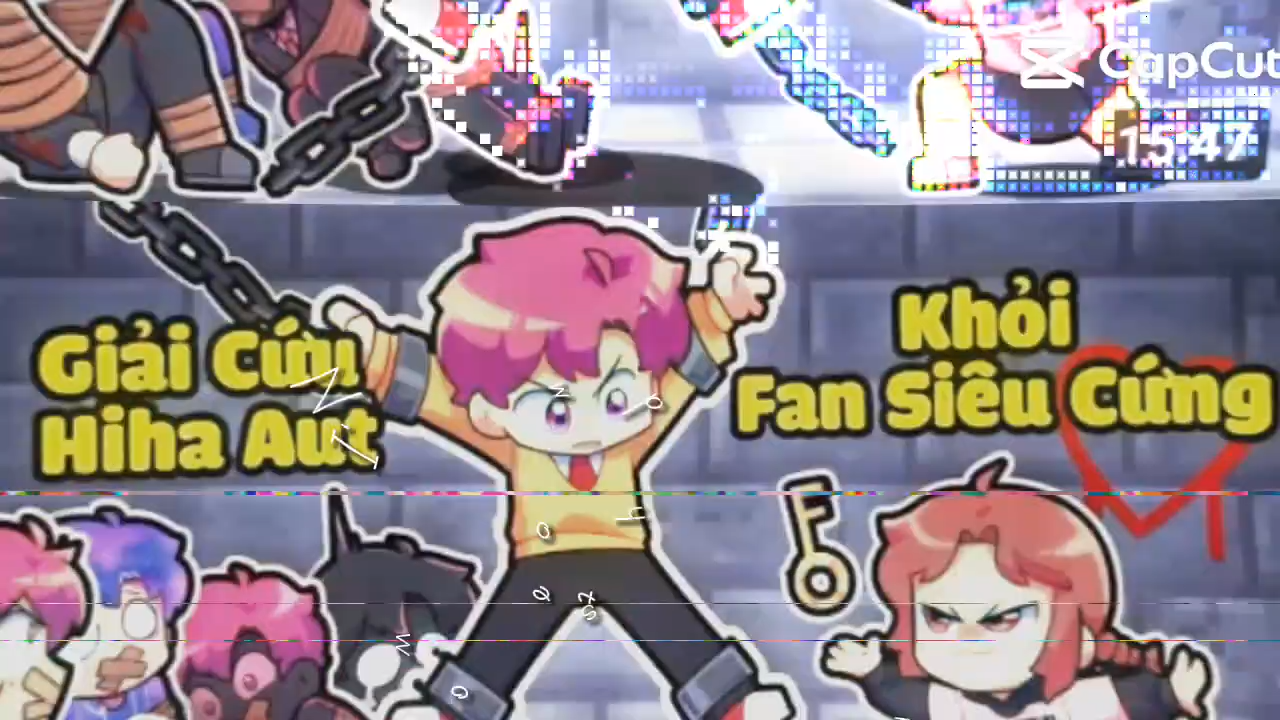 CapCut
15:47
Giải Cứu
Hiha Aut
Khỏi
Fan Siêu Cứng